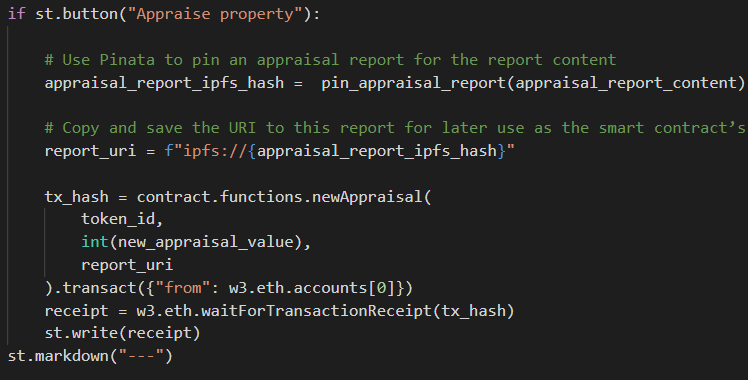 if st.button("Appraise property"):
# Use Pinata to pin an appraisal report for the report content
appraisal_report_ipfs_hash =  pin_appraisal_report(appraisal_report_content)
# Copy and save the URI to this report for later use as the smart contract’s
report_uri = f"ipfs://{appraisal_report_ipfs_hash}"
tx_hash = contract.functions.newAppraisal(
token_id,
int(new_appraisal_value),
report_uri
).transact({"from": w3.eth.accounts[0]})
receipt = w3.eth.waitForTransactionReceipt(tx_hash)
st.write(receipt)
st.markdown("---")